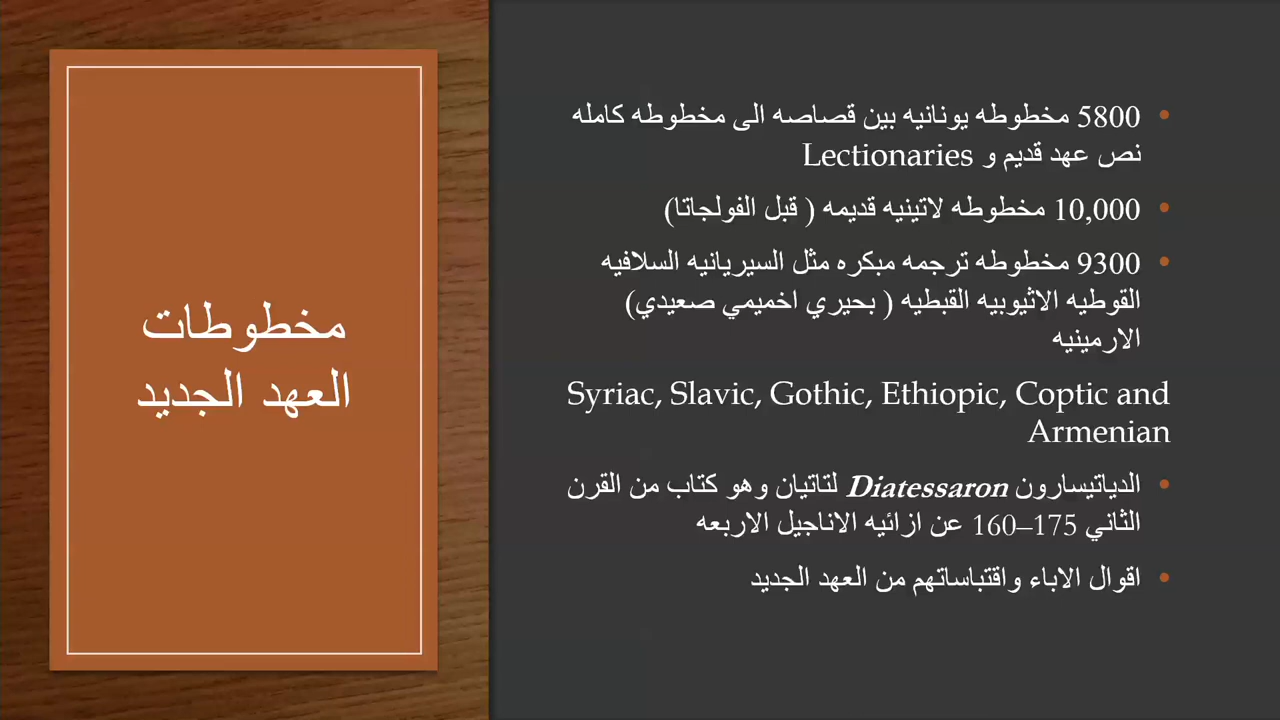 مخطوطات
العهد الجديد
5800 مخطوطه يونانيه بين قصاصه الى مخطوطه كامله
نص عهد قديم و Lectionaries
10,000 مخطوطه لاتينيه قديمه ( قبل الفولجاتا)
9300 مخطوطه ترجمه مبكره مثل السيريانيه السلافيه
القوطيه الاثيوبيه القبطيه ( بحيري اخميمي صعيدي)
الارمينيه
Syriac, Slavic, Gothic, Ethiopic, Coptic and
Armenian
الدياتيسارون Diatessaron لتاتيان وهو كتاب من القرن
الثاني 160–175 عن ازائيه الاناجيل الاربعه
اقوال الاباء واقتباساتهم من العهد الجديد